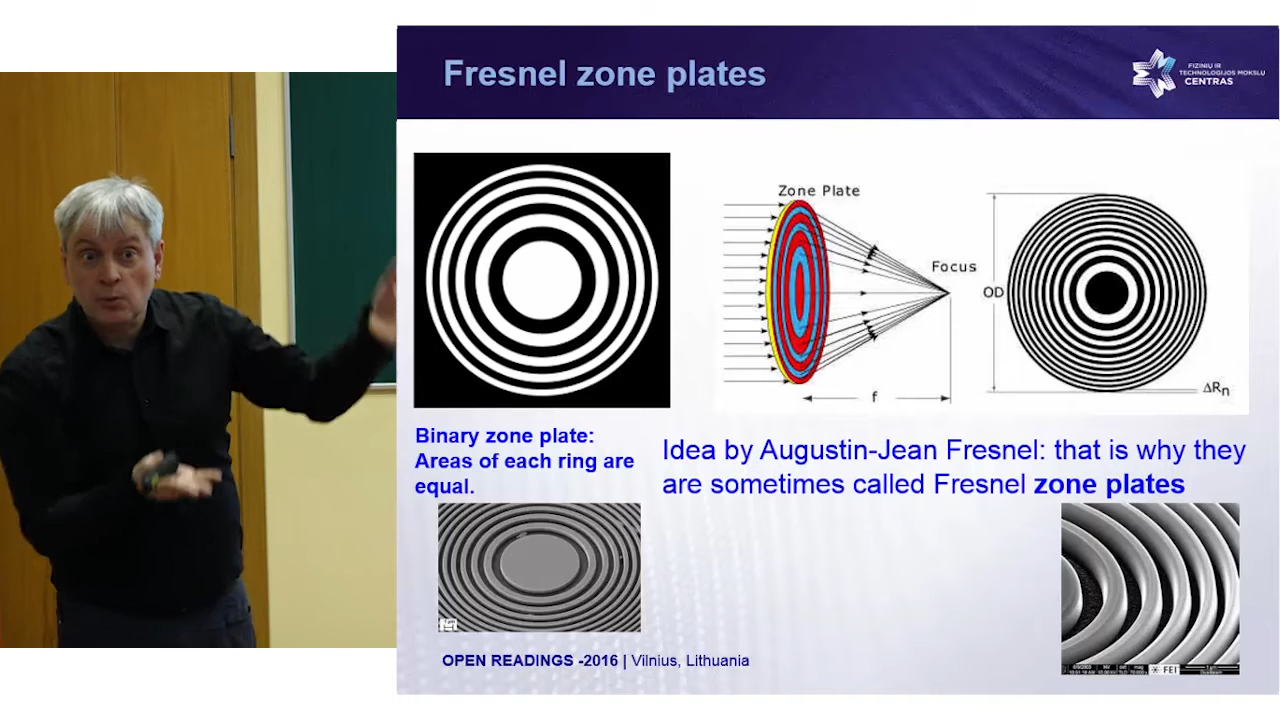 Fresnel zone plates
FIZINIŲ IR
TECHNOLOGIJOS MOKSLŲ
CENTRAS
Zone Plate
Focus
f
OD
ΔRn
Binary zone plate:
Areas of each ring are
equal.
Idea by Augustin-Jean Fresnel: that is why they
are sometimes called Fresnel zone plates
FEI
OPEN READINGS -2016 | Vilnius, Lithuania